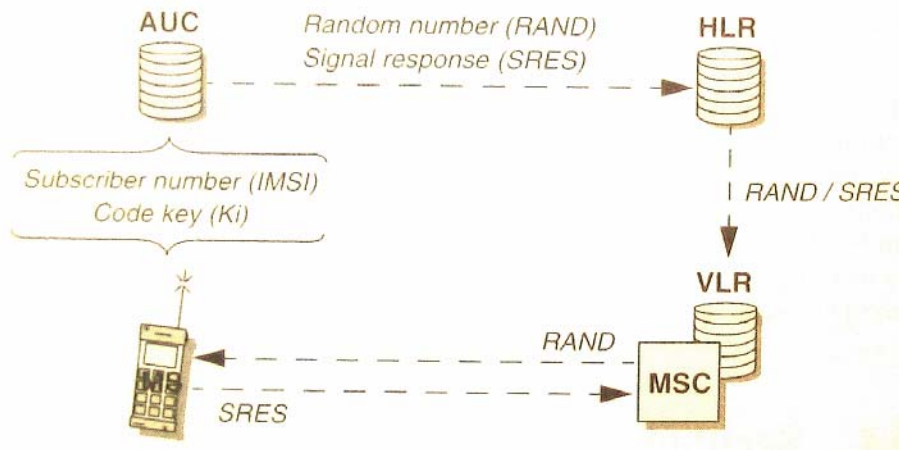 AUC
Random number (RAND)
Signal response (SRES)
HLR
Subscriber number (IMSI)
Code key (Ki)
RAND / SRES
VLR
RAND
MS
MSC
SRES